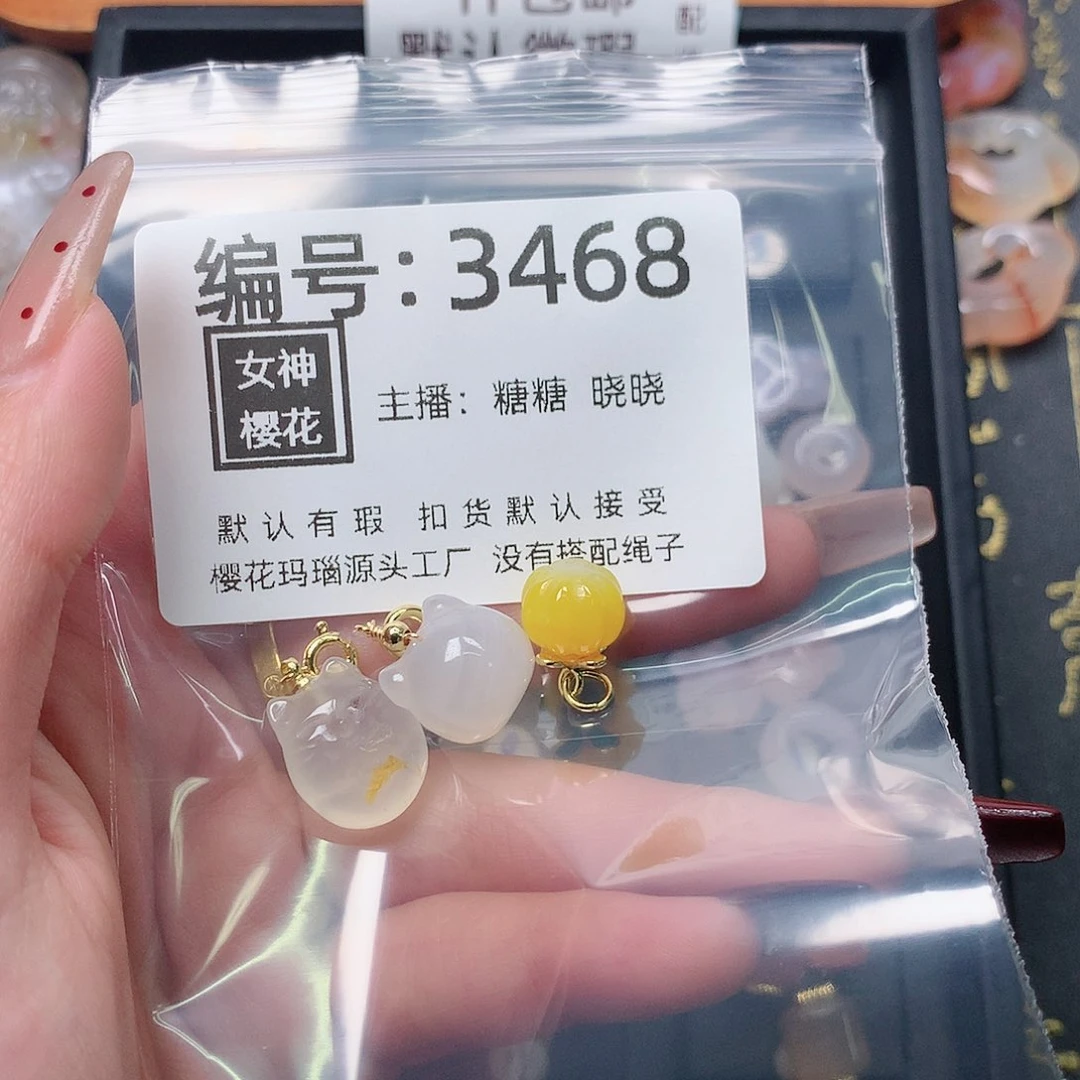 编号：3468
女神
樱花
主播：糖糖 晓晓
默认有瑕 扣货默认接受
樱花玛瑙源头工厂 没有搭配绳子
配